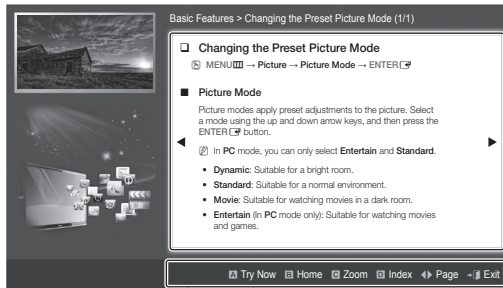 Basic Features > Changing the Preset Picture Mode (1/1)
❑ Changing the Preset Picture Mode
MENU → Picture → Picture Mode → ENTER
■ Picture Mode
Picture modes apply preset adjustments to the picture. Select
a mode using the up and down arrow keys, and then press the
ENTER button.
In PC mode, you can only select Entertain and Standard.
• Dynamic: Suitable for a bright room.
• Standard: Suitable for a normal environment.
• Movie: Suitable for watching movies in a dark room.
• Entertain (In PC mode only): Suitable for watching movies
and games.
◀ ▶
A Try Now B Home C Zoom D Index ◀▶ Page Exit